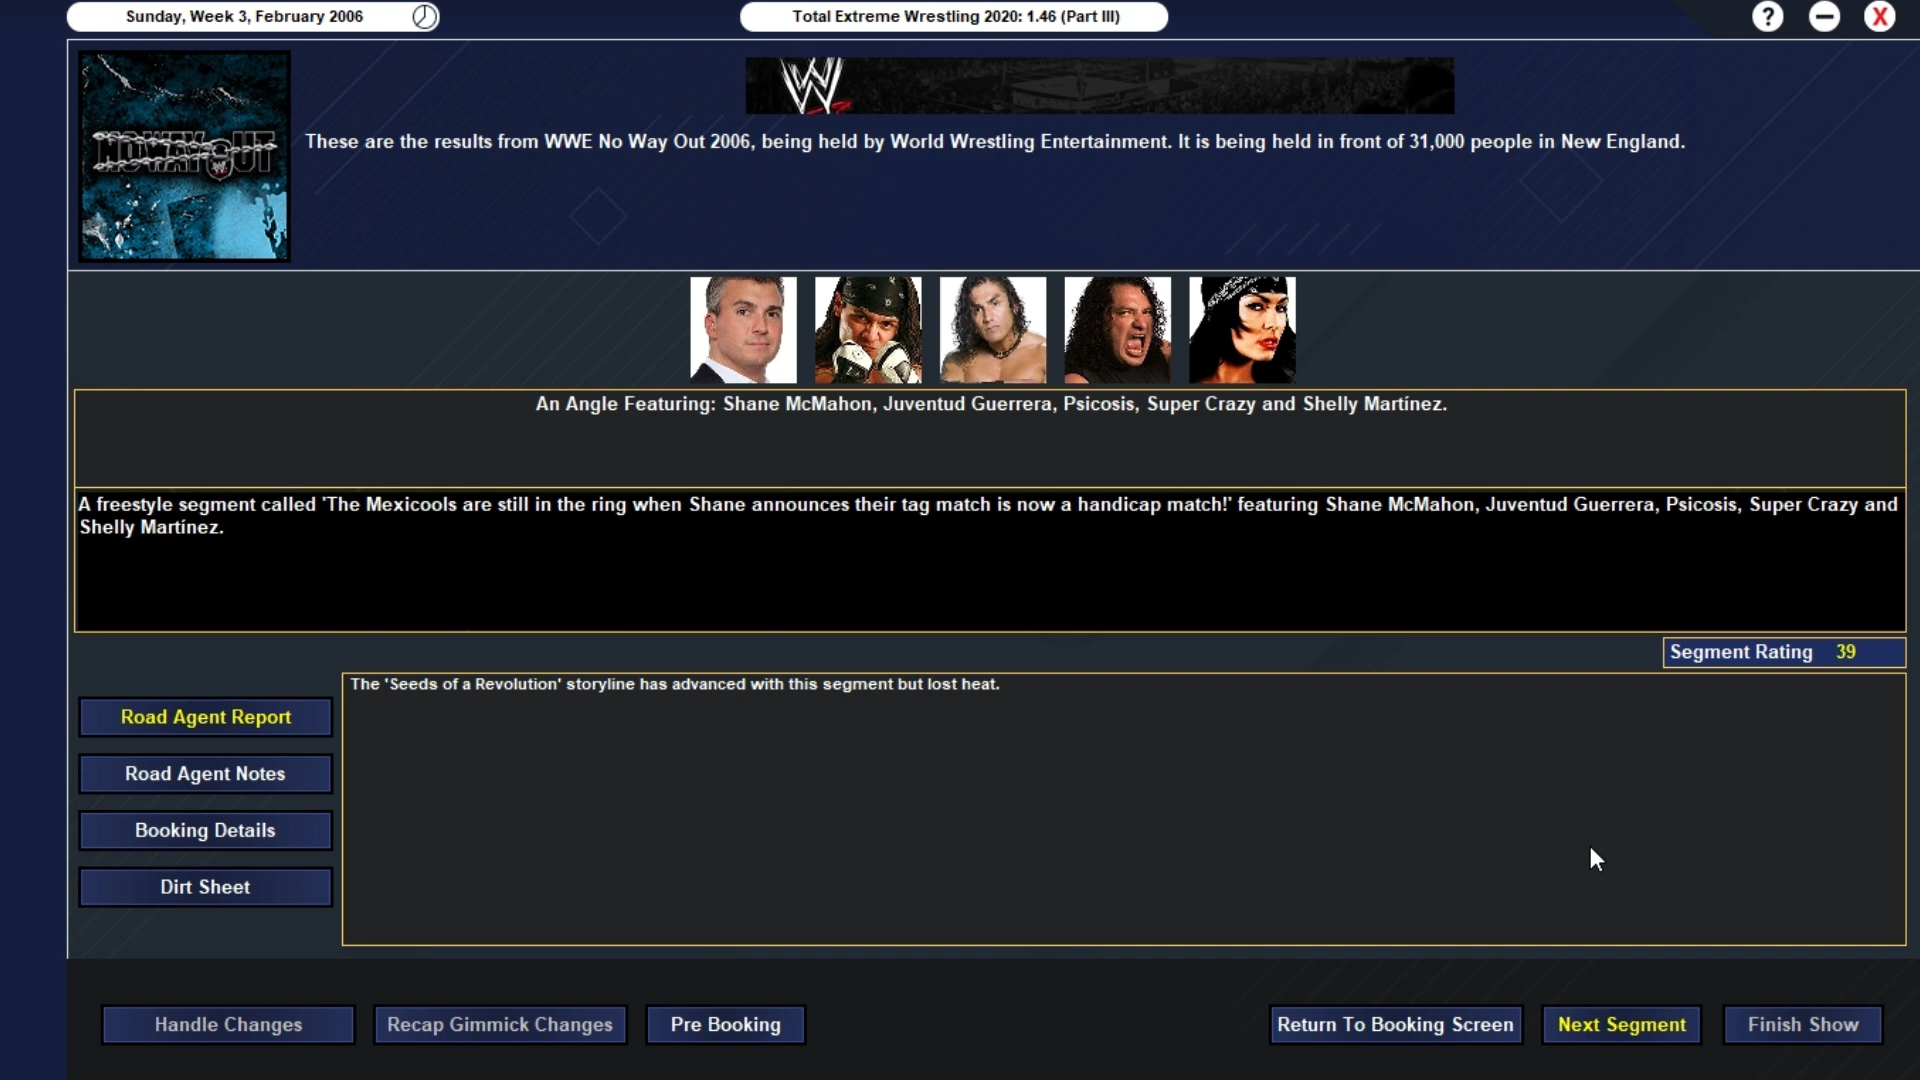 Sunday, Week 3, February 2006
Total Extreme Wrestling 2020: 1.46 (Part III)
?
X
W
NO WAY OUT
These are the results from WWE No Way Out 2006, being held by World Wrestling Entertainment. It is being held in front of 31,000 people in New England.
An Angle Featuring: Shane McMahon, Juventud Guerrera, Psicosis, Super Crazy and Shelly Martínez.
A freestyle segment called 'The Mexicools are still in the ring when Shane announces their tag match is now a handicap match!' featuring Shane McMahon, Juventud Guerrera, Psicosis, Super Crazy and
Shelly Martínez.
Segment Rating 39
The 'Seeds of a Revolution' storyline has advanced with this segment but lost heat.
Road Agent Report
Road Agent Notes
Booking Details
Dirt Sheet
Handle Changes
Recap Gimmick Changes
Pre Booking
Return To Booking Screen
Next Segment
Finish Show